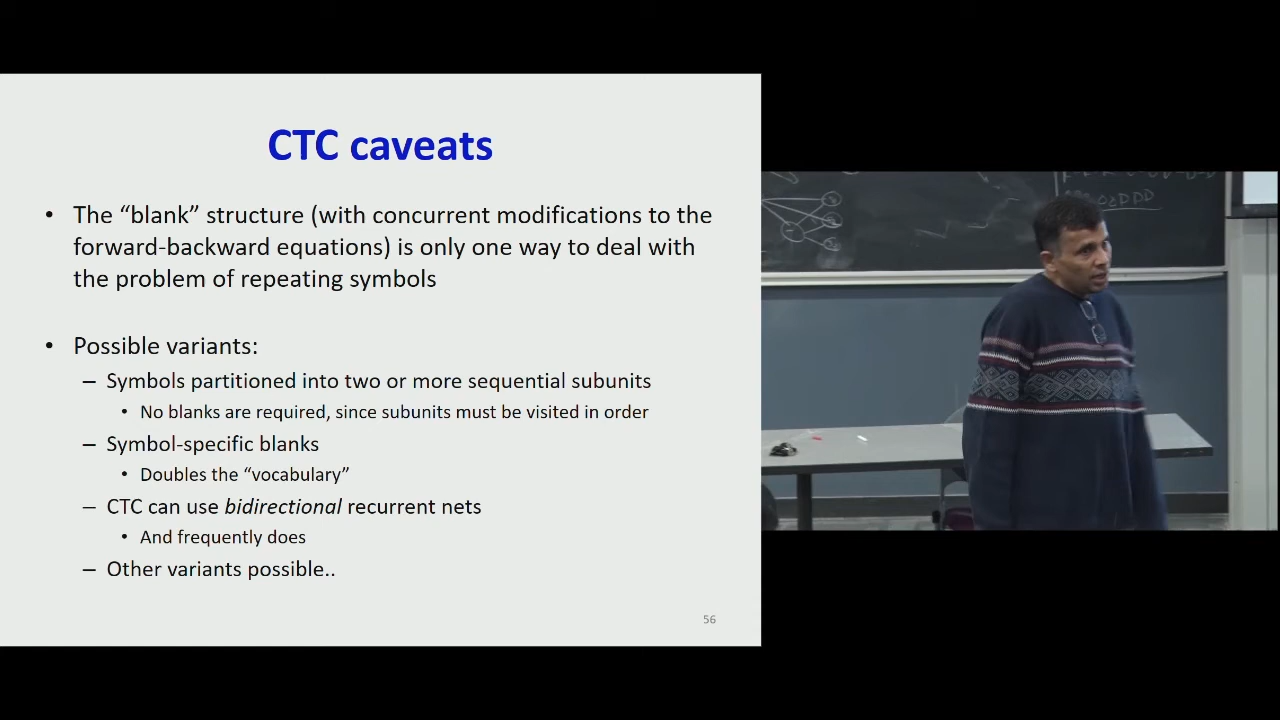 CTC caveats
• The “blank” structure (with concurrent modifications to the
forward-backward equations) is only one way to deal with
the problem of repeating symbols
• Possible variants:
– Symbols partitioned into two or more sequential subunits
• No blanks are required, since subunits must be visited in order
– Symbol-specific blanks
• Doubles the “vocabulary”
– CTC can use bidirectional recurrent nets
• And frequently does
– Other variants possible..
56